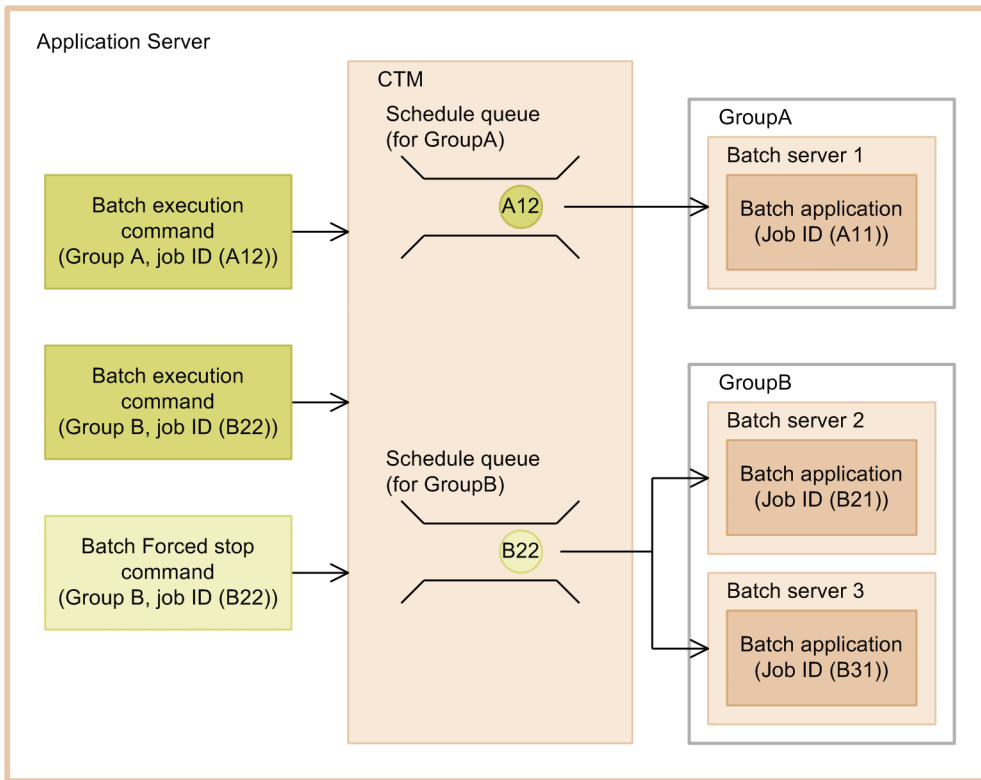 Application Server
CTM
Schedule queue
(for GroupA)
A12
GroupA
Batch server 1
Batch application
(Job ID (A11))
Batch execution
command
(Group A, job ID (A12))
Batch execution
command
(Group B, job ID (B22))
Batch Forced stop
command
(Group B, job ID (B22))
Schedule queue
(for GroupB)
B22
GroupB
Batch server 2
Batch application
(Job ID (B21))
Batch server 3
Batch application
(Job ID (B31))